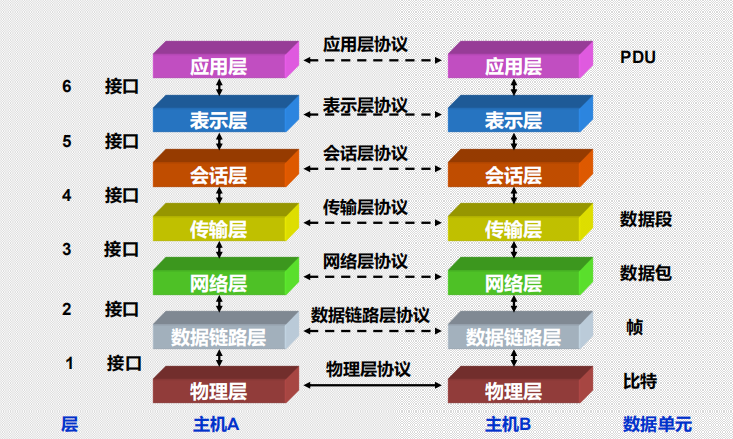 应用层 应用层协议 应用层 PDU
6 接口
表示层 表示层协议 表示层
5 接口
会话层 会话层协议 会话层
4 接口
传输层 传输层协议 传输层 数据段
3 接口
网络层 网络层协议 网络层 数据包
2 接口
数据链路层 数据链路层协议 数据链路层 帧
1 接口
物理层 物理层协议 物理层 比特
层 主机A 主机B 数据单元